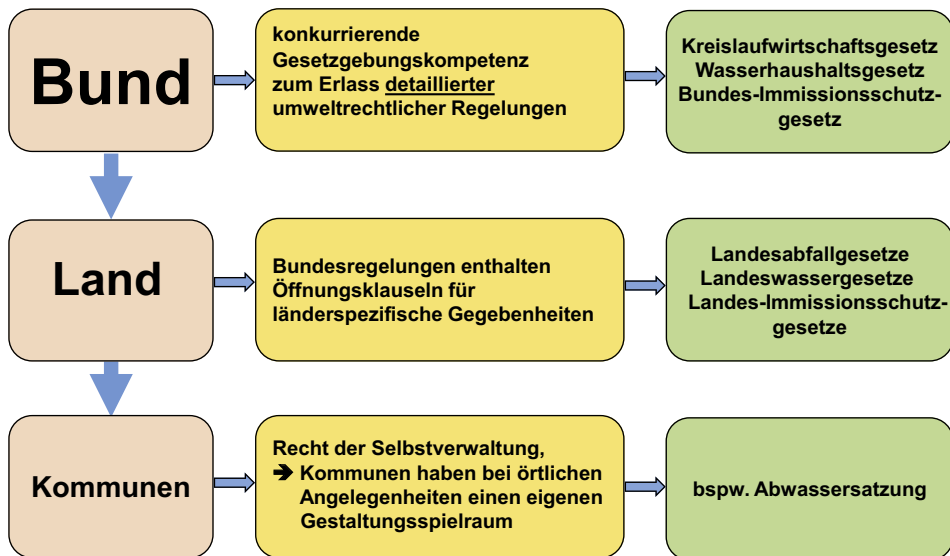 Bund
konkurrierende
Gesetzgebungskompetenz
zum Erlass detaillierter
umweltrechtlicher Regelungen
Kreislaufwirtschaftsgesetz
Wasserhaushaltsgesetz
Bundes-Immissionsschutz-
gesetz
Land
Bundesregelungen enthalten
Öffnungsklauseln für
länderspezifische Gegebenheiten
Landesabfallgesetze
Landeswassergesetze
Landes-Immissionsschutz-
gesetze
Kommunen
Recht der Selbstverwaltung,
➔ Kommunen haben bei örtlichen
Angelegenheiten einen eigenen
Gestaltungsspielraum
bspw. Abwassersatzung